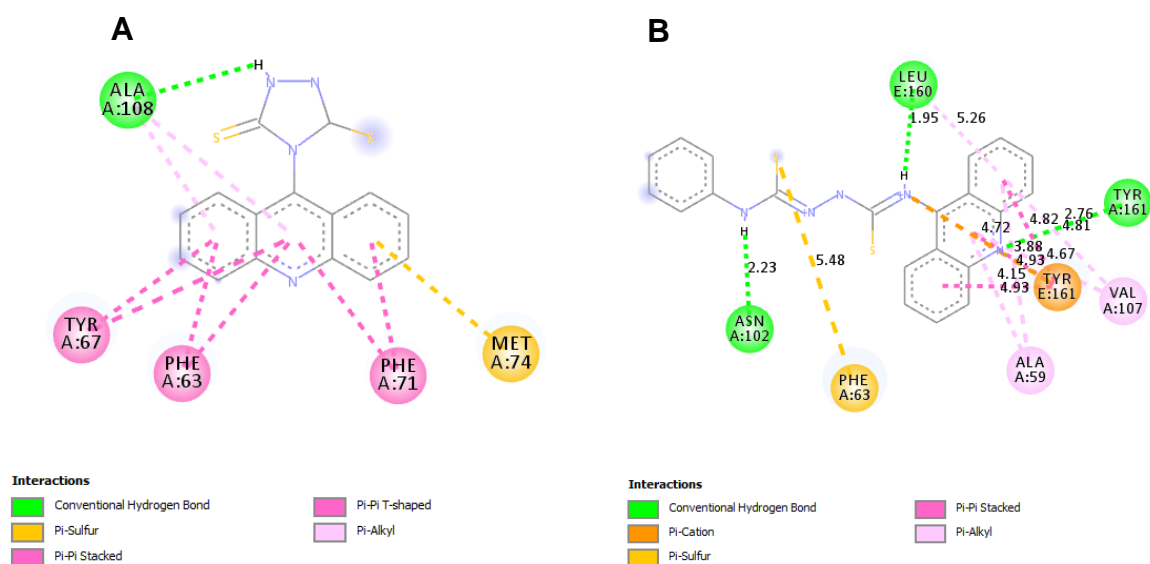 A
H
N
N
S
N
S
N
ALA
A:108
TYR
A:67
PHE
A:63
PHE
A:71
MET
A:74
Interactions
Conventional Hydrogen Bond
Pi-Sulfur
Pi-Pi Stacked
Pi-Pi T-shaped
Pi-Alkyl
B
LEU
E:160
1.95
5.26
S
H
N
H
N
N
N
S
N
TYR
A:161
2.76
4.82
4.81
4.72
3.88
4.67
4.93
4.15
4.93
TYR
E:161
VAL
A:107
2.23
5.48
ASN
A:102
PHE
A:63
ALA
A:59
Interactions
Conventional Hydrogen Bond
Pi-Cation
Pi-Sulfur
Pi-Pi Stacked
Pi-Alkyl